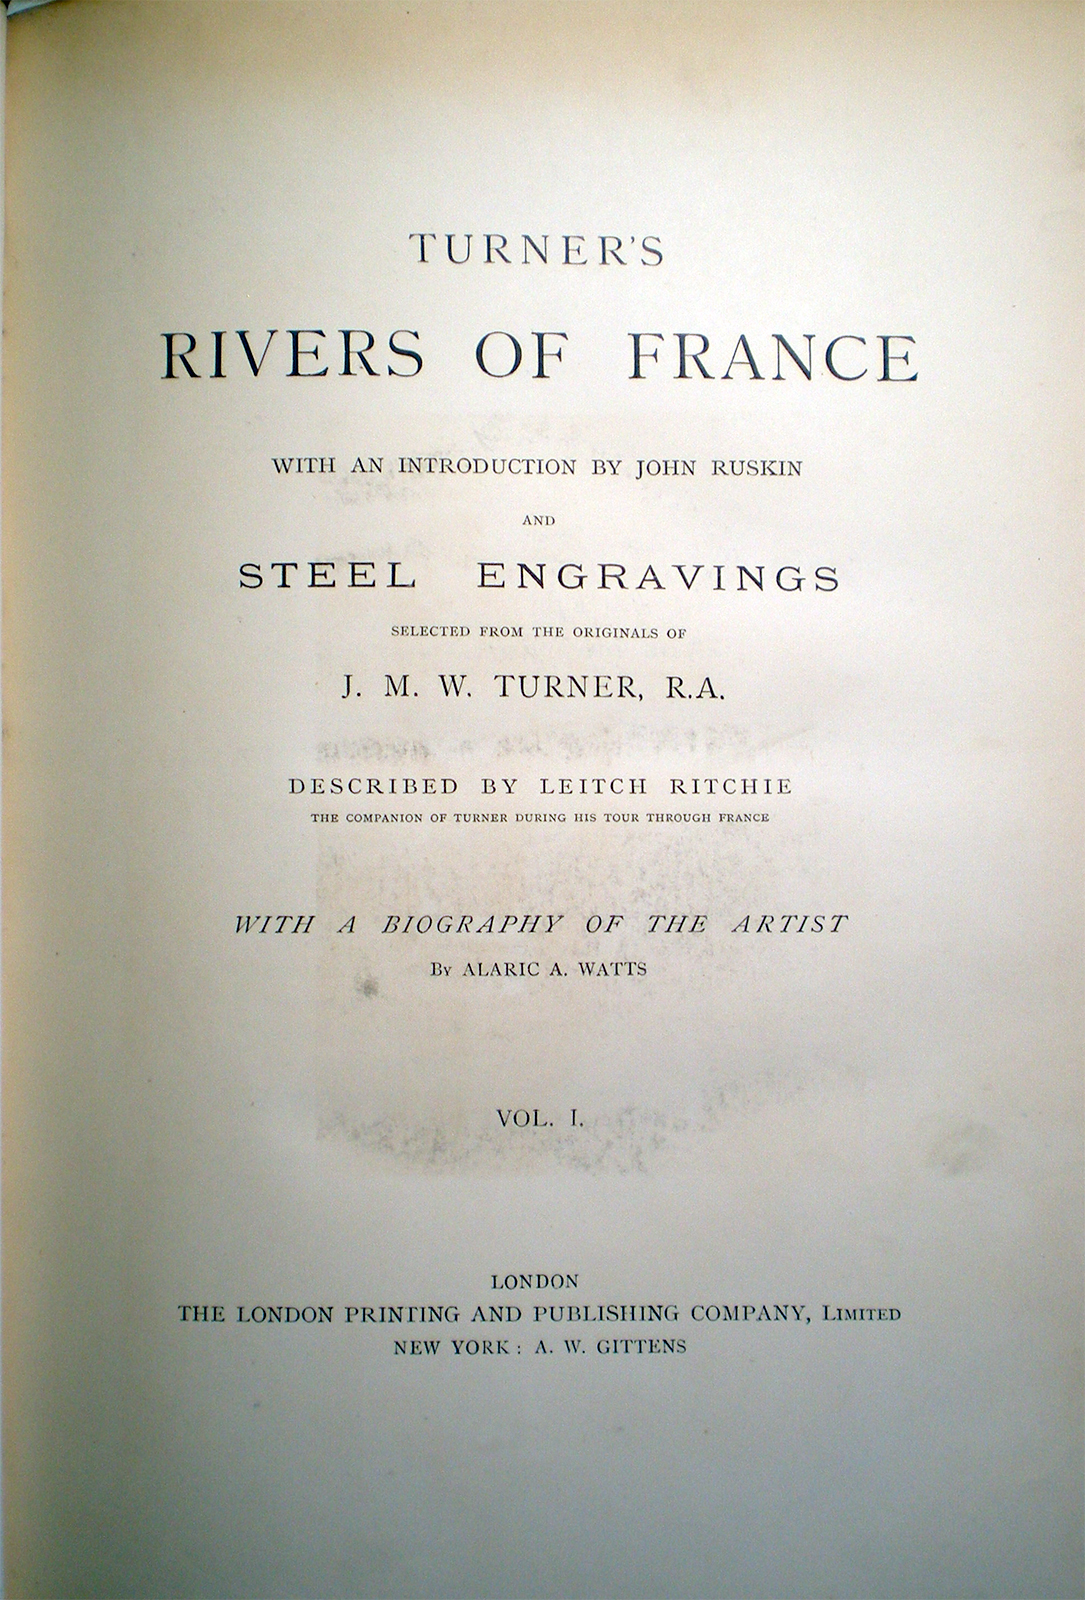 TURNER'S
RIVERS OF FRANCE
WITH AN INTRODUCTION BY JOHN RUSKIN
AND
STEEL ENGRAVINGS
SELECTED FROM THE ORIGINALS OF
J. M. W. TURNER, R.A.
DESCRIBED BY LEITCH RITCHIE
THE COMPANION OF TURNER DURING HIS TOUR THROUGH FRANCE
WITH A BIOGRAPHY OF THE ARTIST
By ALARIC A. WATTS
VOL. I.
LONDON
THE LONDON PRINTING AND PUBLISHING COMPANY, LIMITED
NEW YORK: A. W. GITTENS